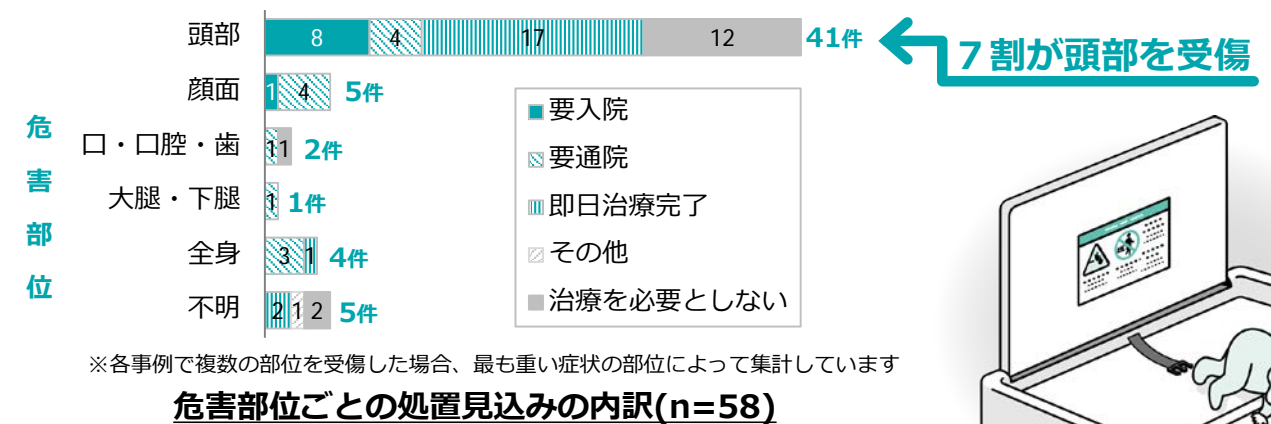 頭部 8 4 17 12 41件
7割が頭部を受傷
顔面 1 4 5件
口・口腔・歯 1 1 2件
大腿・下腿 1 1件
全身 3 1 4件
不明 2 1 2 5件
危害部位
要入院
要通院
即日治療完了
その他
治療を必要としない
※各事例で複数の部位を受傷した場合、最も重い症状の部位によって集計しています
危害部位ごとの処置見込みの内訳(n=58)